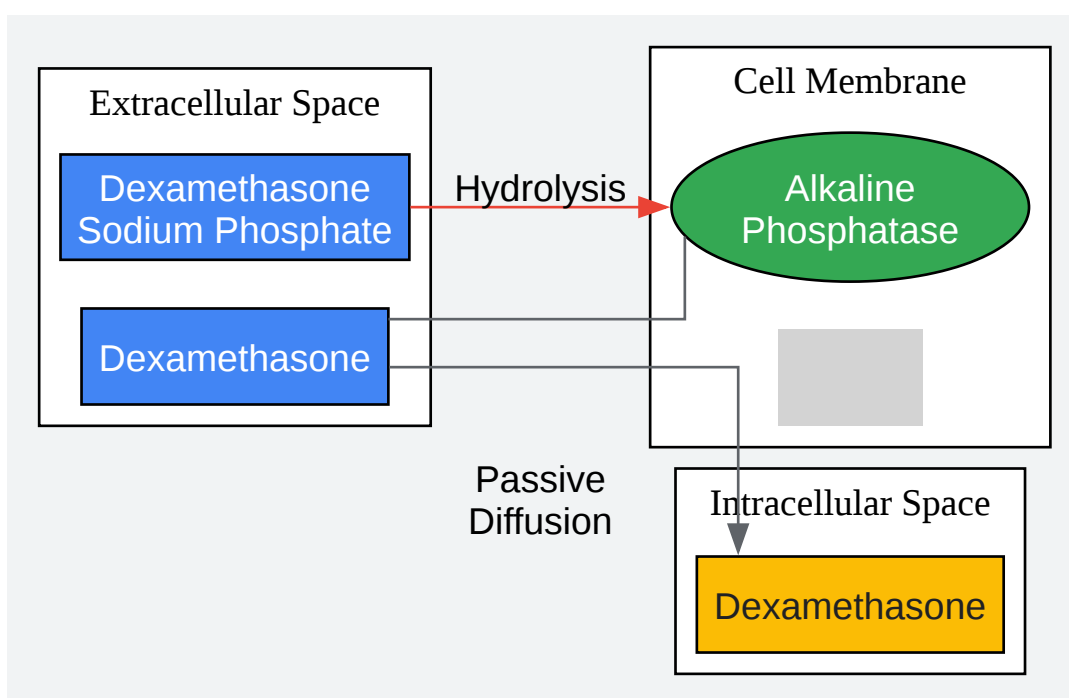 Extracellular Space
Dexamethasone
Sodium Phosphate
Dexamethasone
Hydrolysis
Cell Membrane
Alkaline
Phosphatase
Passive
Diffusion
Intracellular Space
Dexamethasone